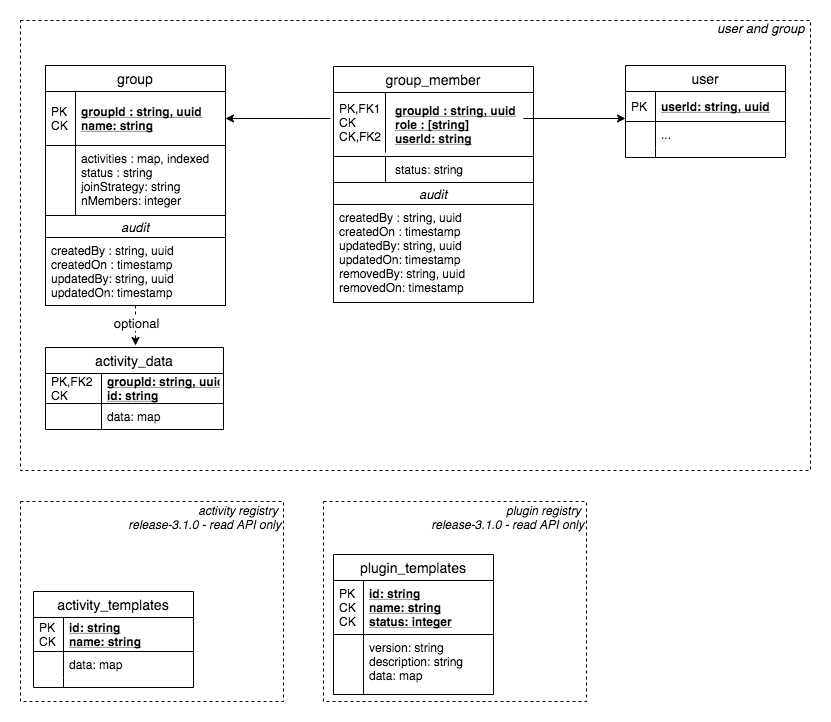 user and group
group
PK groupId : string, uuid
CK name: string
activities : map, indexed
status : string
joinStrategy: string
nMembers: integer
audit
createdBy : string, uuid
createdOn : timestamp
updatedBy: string, uuid
updatedOn: timestamp
group_member
PK,FK1 groupId : string, uuid
CK role : [string]
CK,FK2 userId: string
status: string
audit
createdBy : string, uuid
createdOn : timestamp
updatedBy: string, uuid
updatedOn: timestamp
removedBy: string, uuid
removedOn: timestamp
user
PK userId: string, uuid
...
optional
activity_data
PK,FK2 groupId: string, uuid
CK id: string
data: map
activity registry
release-3.1.0 - read API only
activity_templates
PK id: string
CK name: string
data: map
plugin registry
release-3.1.0 - read API only
plugin_templates
PK id: string
CK name: string
CK status: integer
version: string
description: string
data: map